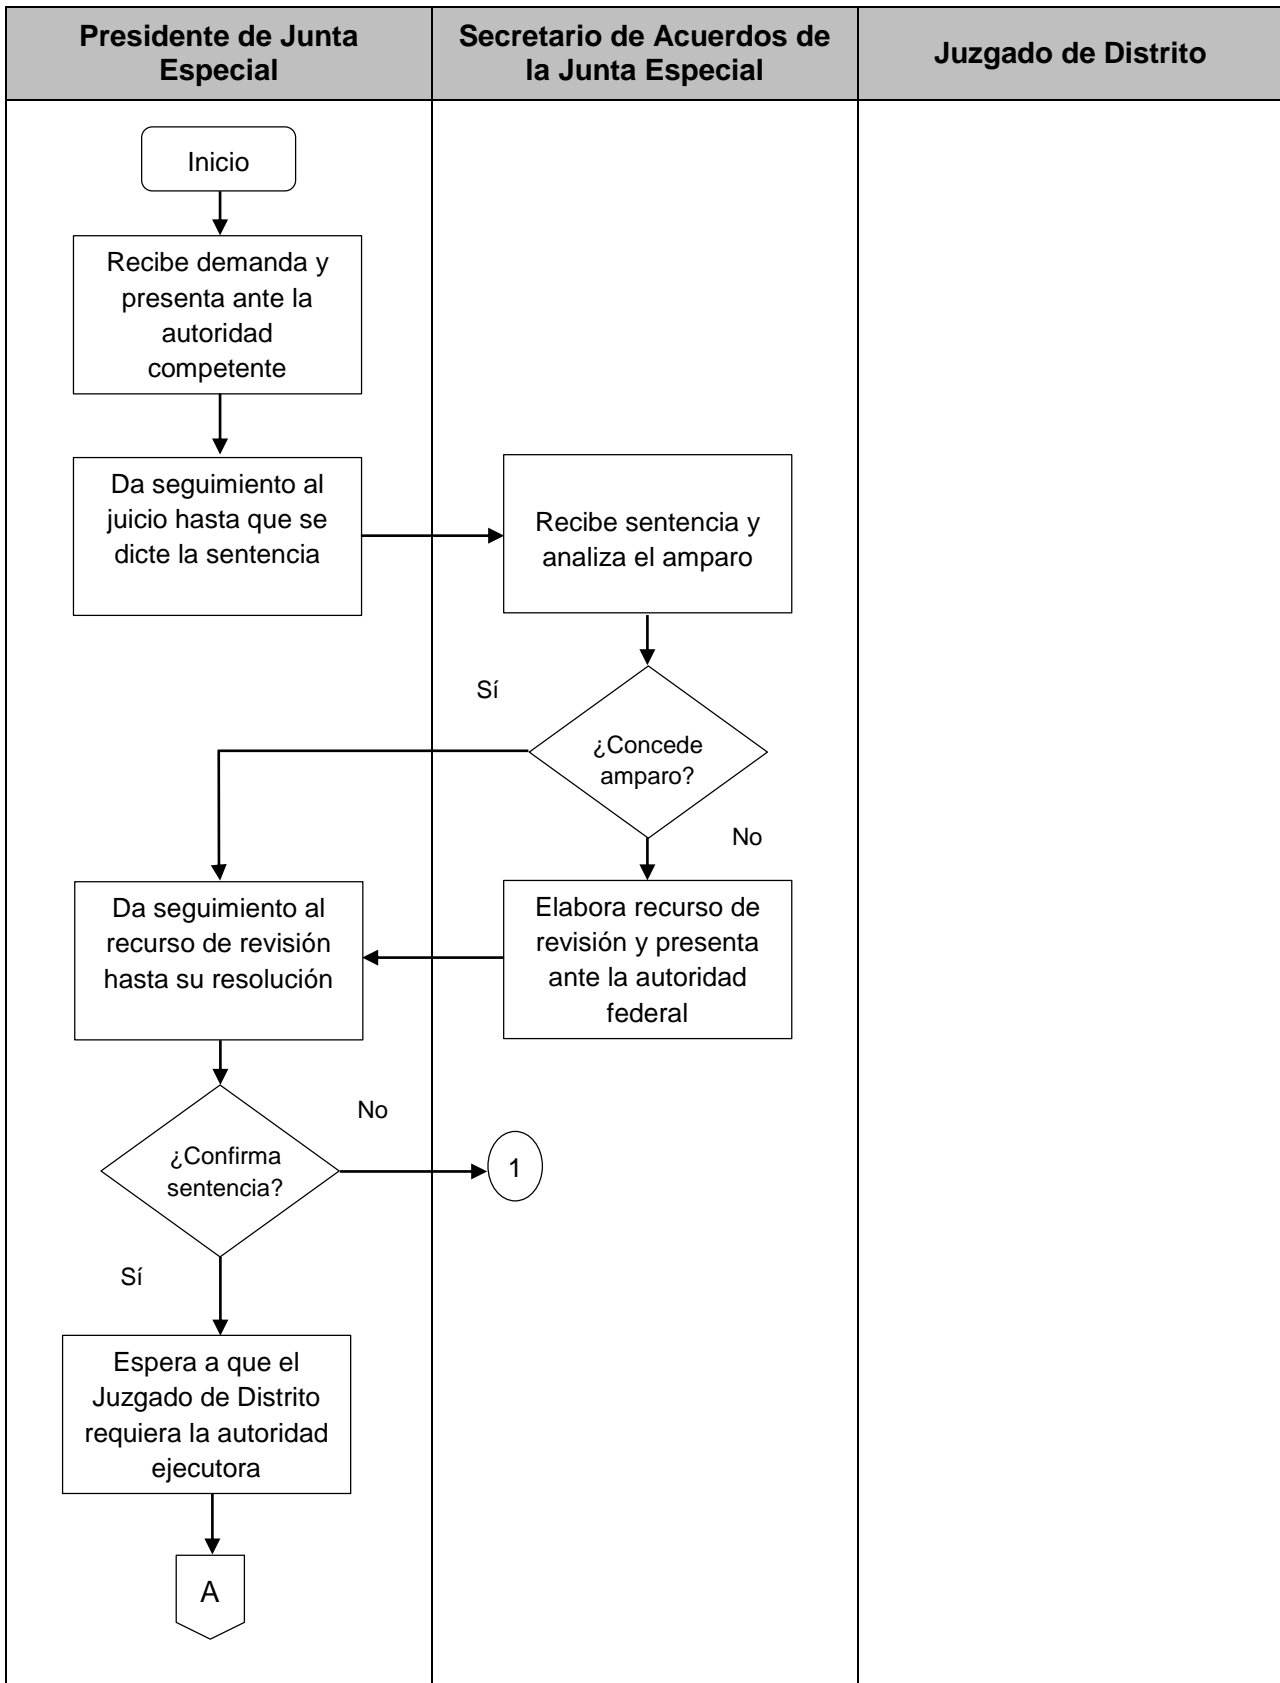 Presidente de Junta
Especial
Secretario de Acuerdos de
la Junta Especial
Juzgado de Distrito
Inicio
Recibe demanda y
presenta ante la
autoridad
competente
Da seguimiento al
juicio hasta que se
dicte la sentencia
Recibe sentencia y
analiza el amparo
Sí
¿Concede
amparo?
No
Da seguimiento al
recurso de revisión
hasta su resolución
Elabora recurso de
revisión y presenta
ante la autoridad
federal
No
¿Confirma
sentencia?
1
Sí
Espera a que el
Juzgado de Distrito
requiera la autoridad
ejecutora
A